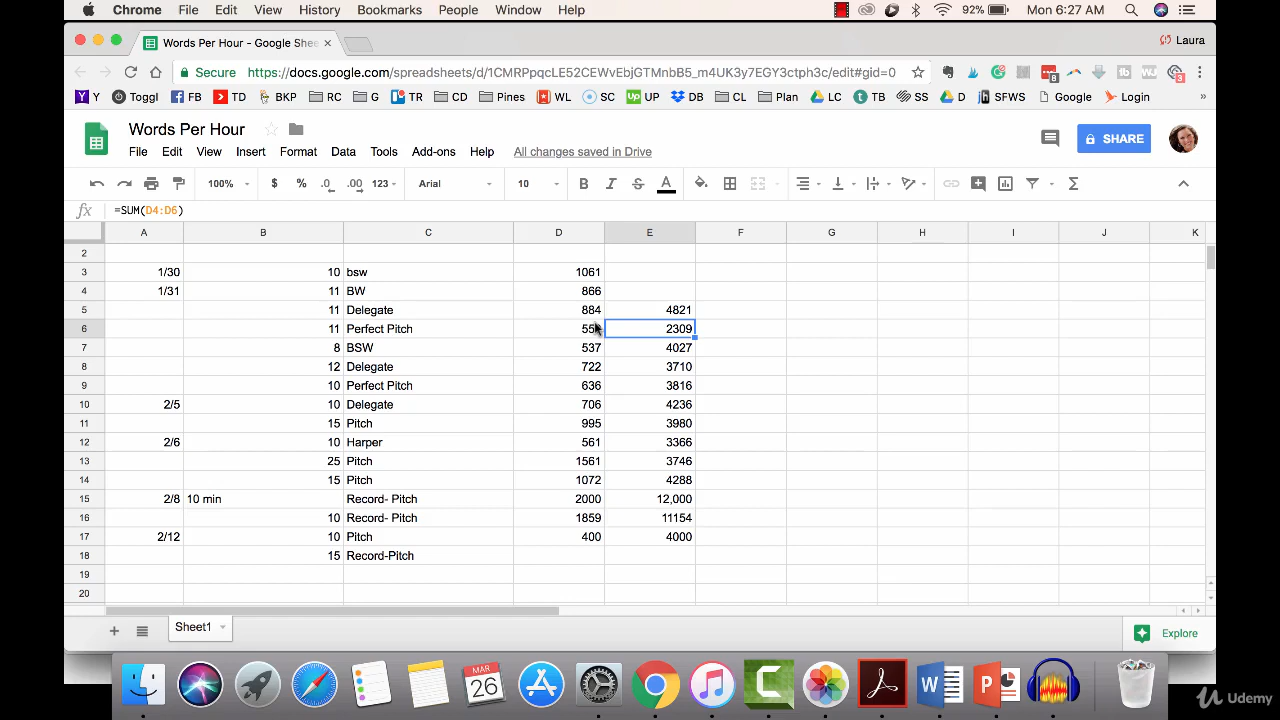 Chrome File Edit View History Bookmarks People Window Help 92% Mon 6:27 AM
Words Per Hour - Google Shee Laura
Secure https://docs.google.com/spreadsheets/d/1CMRPpqcLE52CEWvEbjGTMnbB5_m4UK3y7EGY3ctph3c/edit#gid=0
Y Toggl FB TD BKP RC G TR CD Pines WL SC UP DB CL Plan LC TB SS D SFWS Google Login »
Words Per Hour
File Edit View Insert Format Data Tools Add-ons Help All changes saved in Drive SHARE
100% $ % .0 .00 123 Arial 10 B I S A Σ
fx =SUM(D4:D6)
A B C D E F G H I J K
2
3 1/30 10 bsw 1061
4 1/31 11 BW 866
5 11 Delegate 884 4821
6 11 Perfect Pitch 2309
7 8 BSW 537 4027
8 12 Delegate 722 3710
9 10 Perfect Pitch 636 3816
10 2/5 10 Delegate 706 4236
11 15 Pitch 995 3980
12 2/6 10 Harper 561 3366
13 25 Pitch 1561 3746
14 15 Pitch 1072 4288
15 2/8 10 min Record- Pitch 2000 12,000
16 10 Record- Pitch 1859 11154
17 2/12 10 Pitch 400 4000
18 15 Record-Pitch
19
20
Sheet1 Explore
MAR
26
Udemy